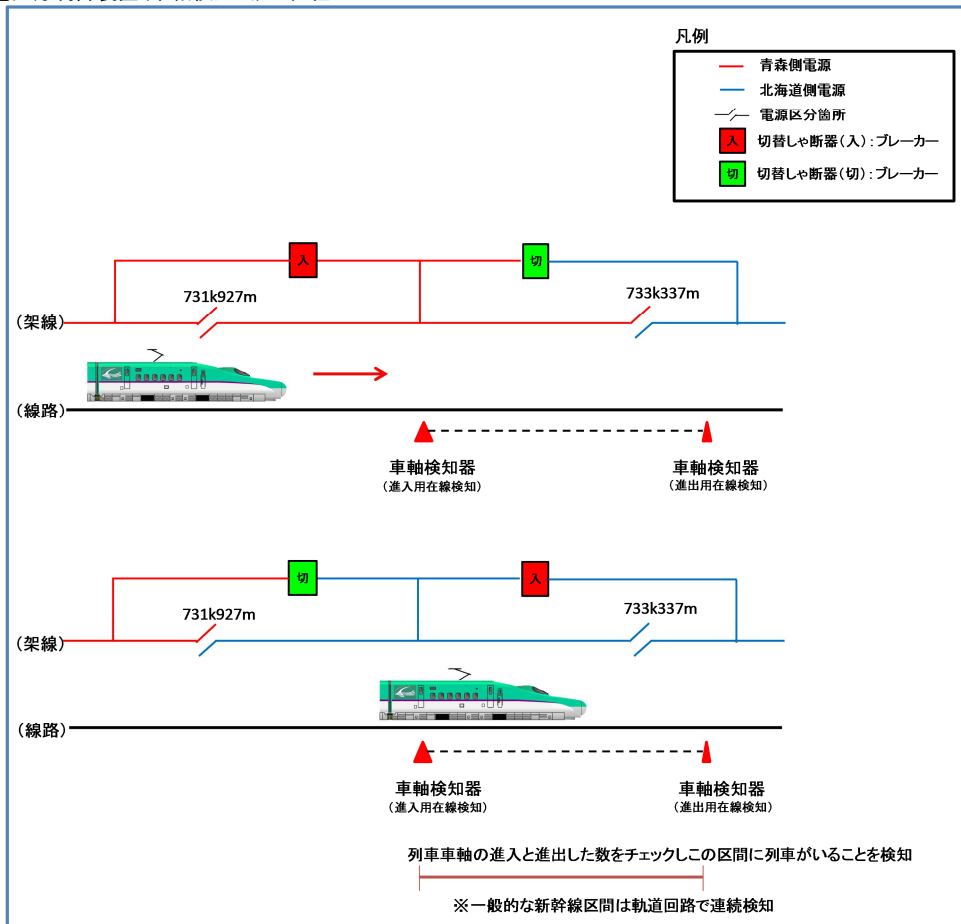 凡例
青森側電源
北海道側電源
電源区分箇所
入 切替しゃ断器(入):ブレーカー
切 切替しゃ断器(切):ブレーカー
入
切
731k927m
733k337m
(架線)
(線路)
車軸検知器
(進入用在線検知)
車軸検知器
(進出用在線検知)
切
入
731k927m
733k337m
(架線)
(線路)
車軸検知器
(進入用在線検知)
車軸検知器
(進出用在線検知)
列車車軸の進入と進出した数をチェックしこの区間に列車がいることを検知
※一般的な新幹線区間は軌道回路で連続検知